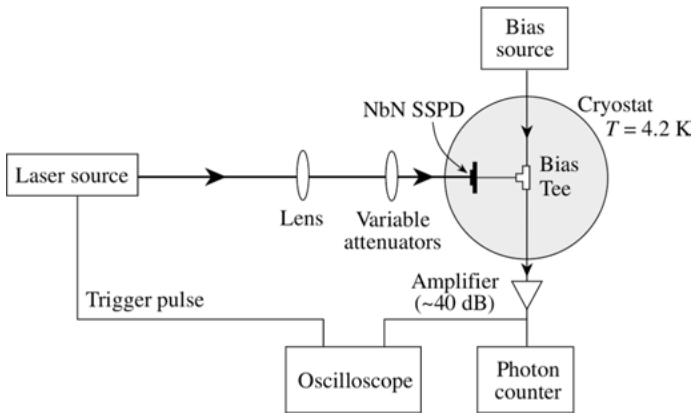 Bias
source
NbN SSPD
Cryostat
T = 4.2 K
Laser source
Bias
Tee
Lens
Variable
attenuators
Amplifier
(~40 dB)
Trigger pulse
Oscilloscope
Photon
counter